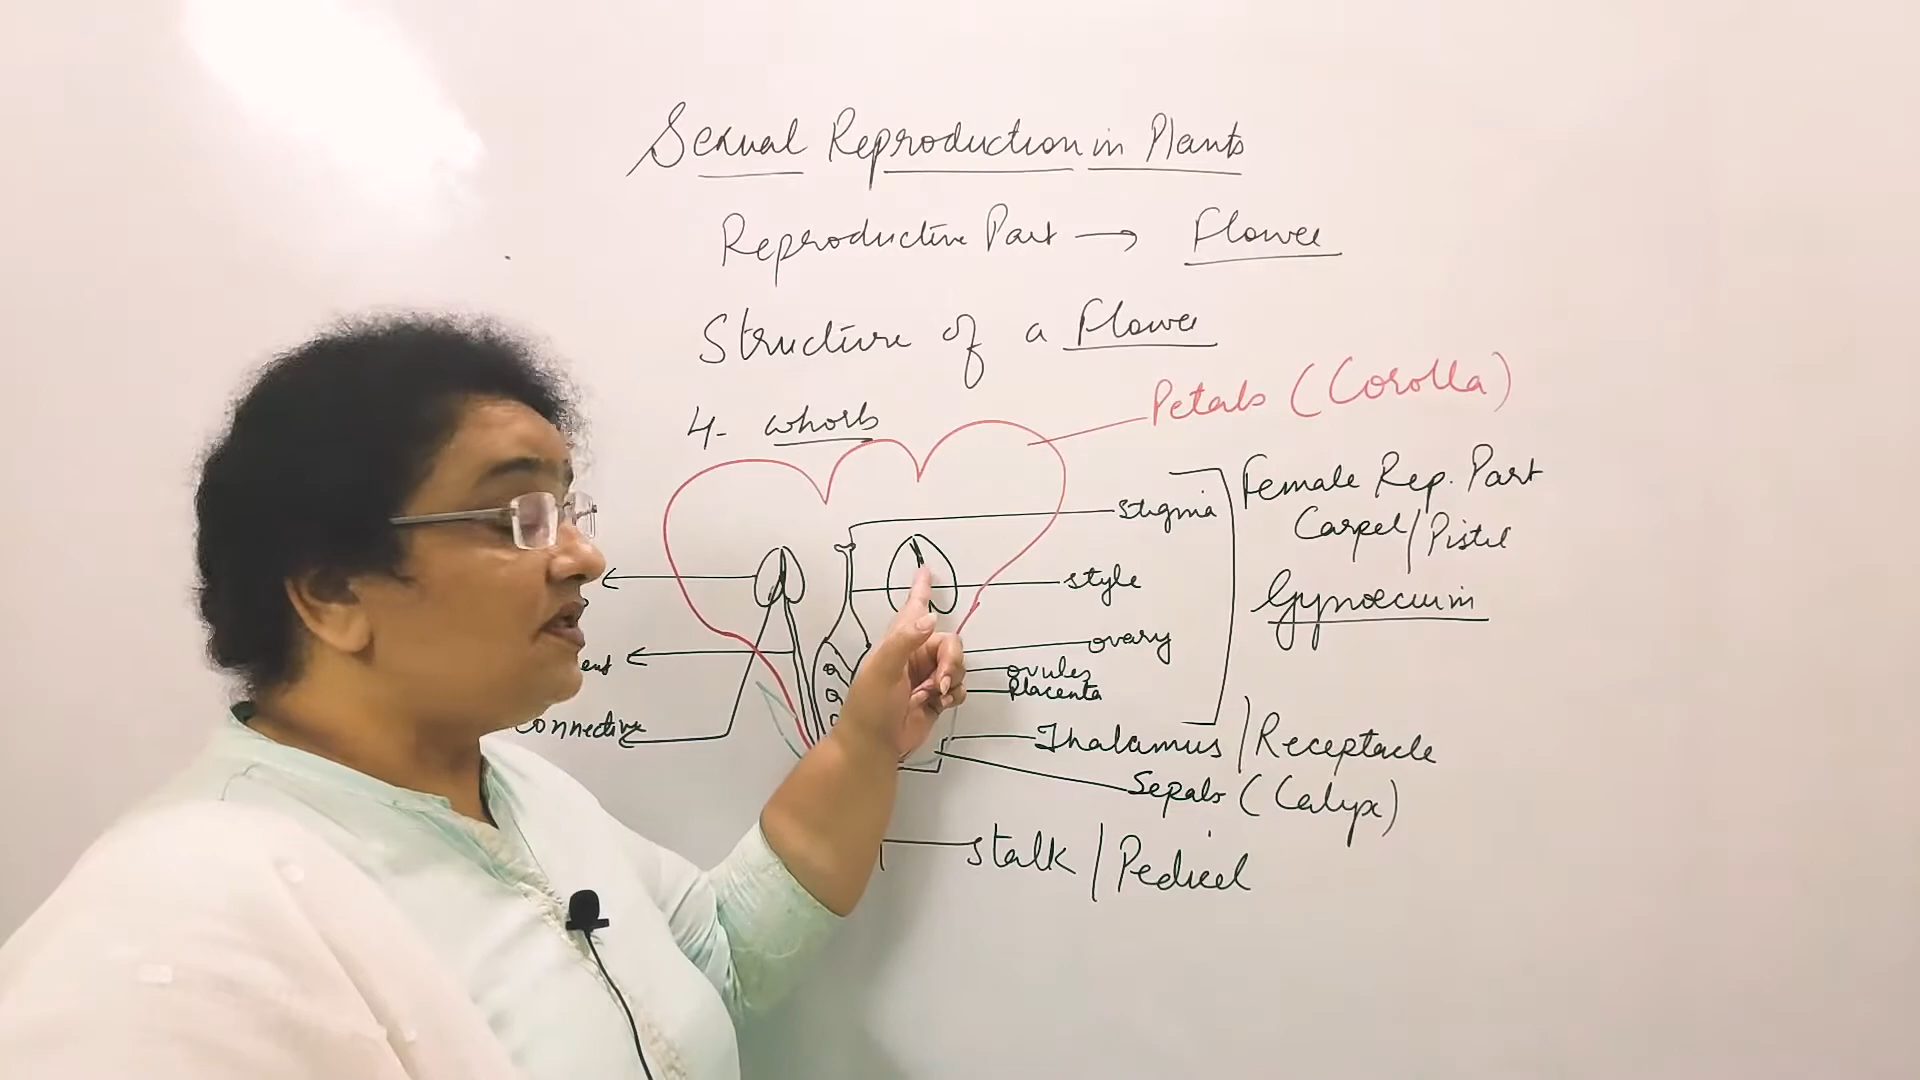 Sexual Reproduction in Plants
Reproductive Part → Flower
Structure of a Flower
4- whorls
Petals (Corolla)
Female Rep. Part
Carpel/Pistil
Gynoecium
Stigma
style
ovary
ovules
Placenta
Connective
Thalamus/Receptacle
Sepals (Calyx)
Stalk / Pedicel